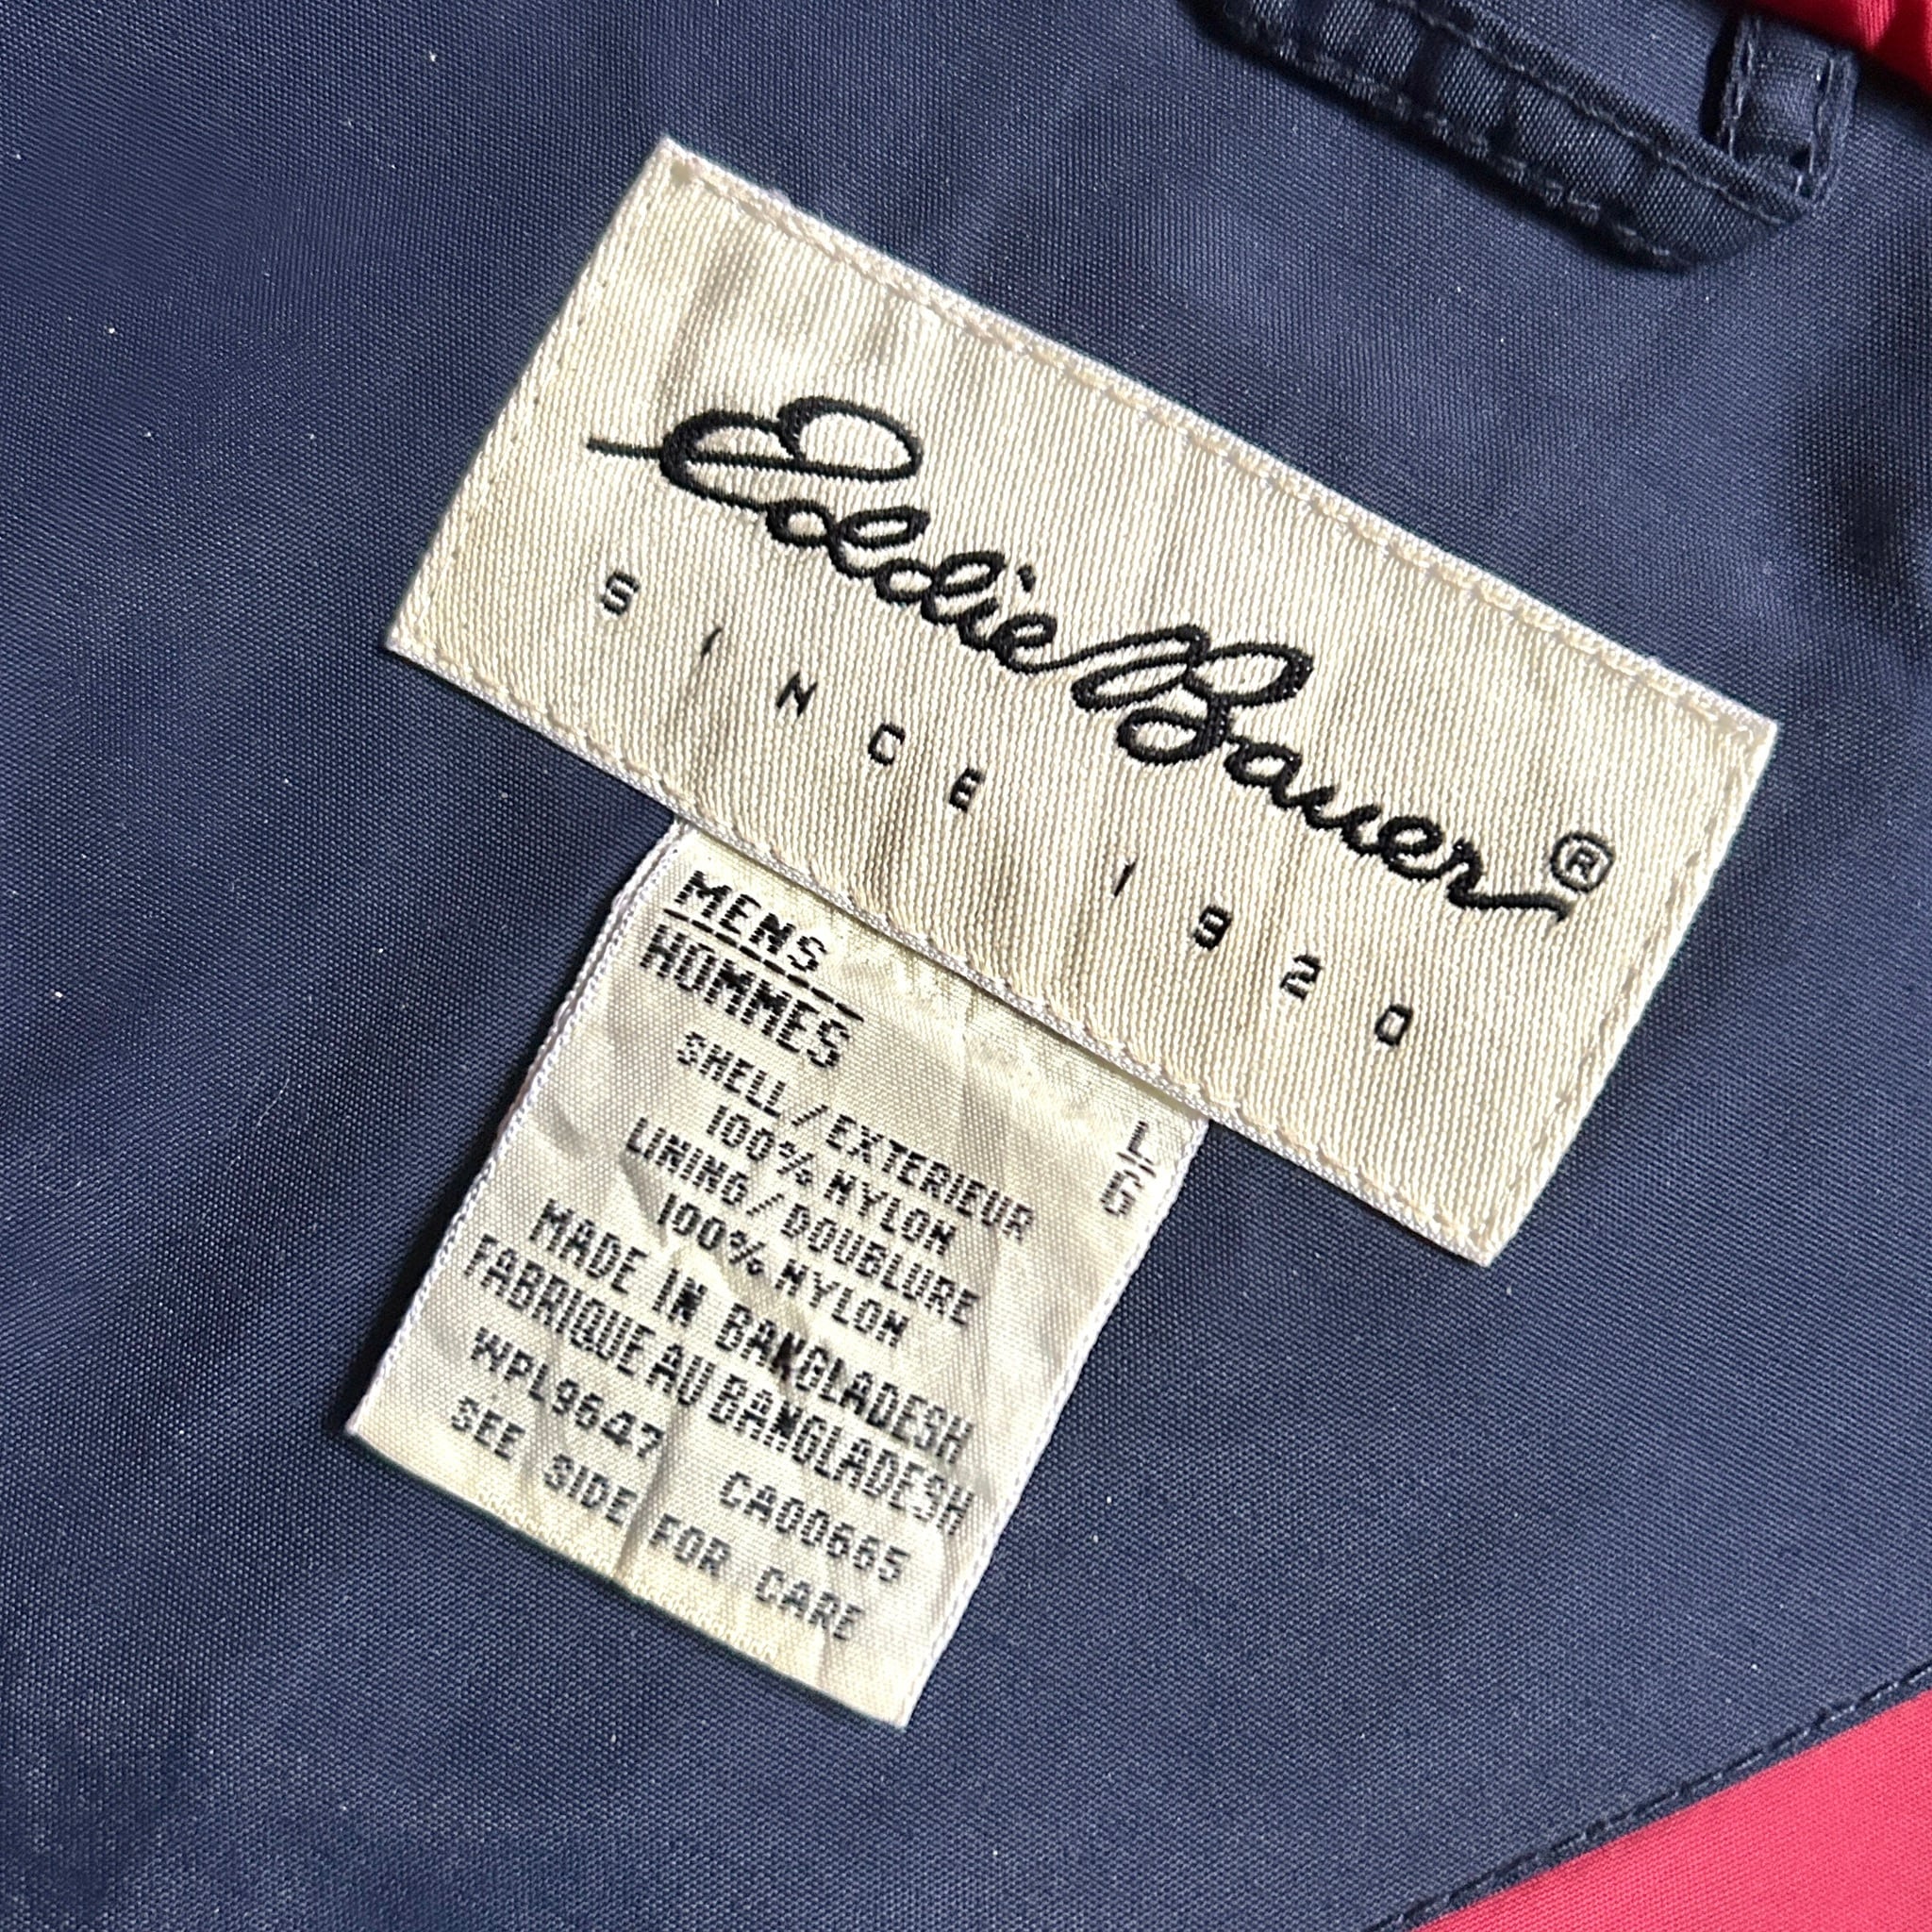 Eddie Bauer®
SINCE 1920
MENS
HOMMES
L
G
SHELL/EXTERIEUR
100% NYLON
LINING/DOUBLURE
100% NYLON
MADE IN BANGLADESH
FABRIQUE AU BANGLADESH
WPL9647 CA00665
SEE SIDE FOR CARE